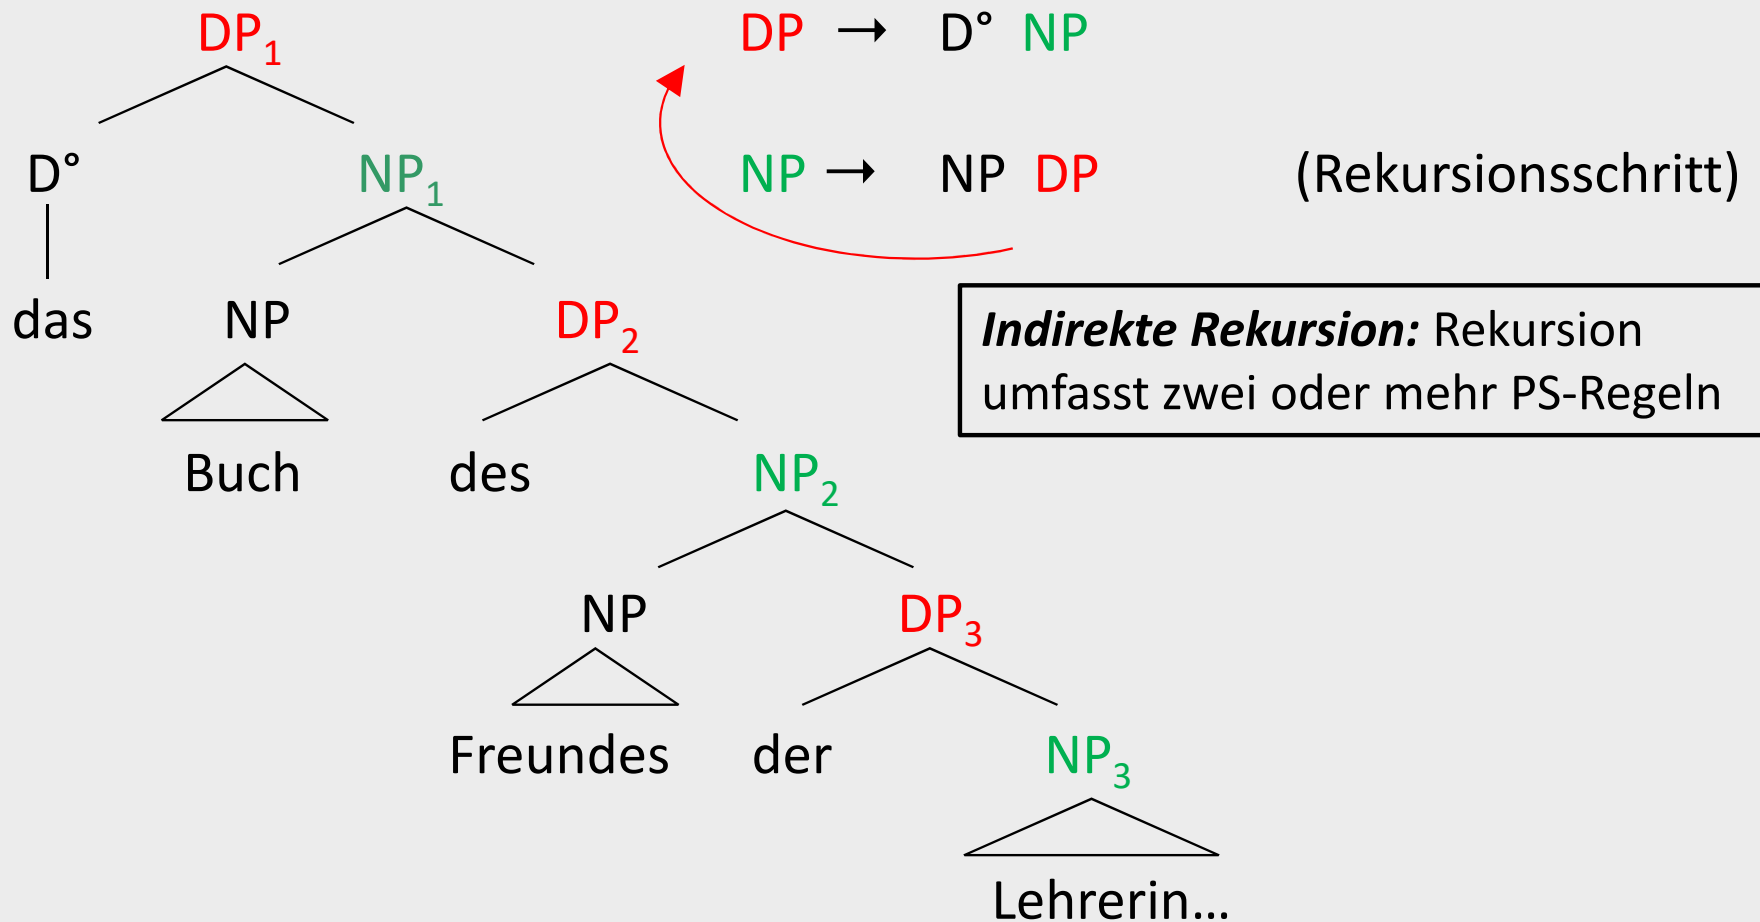 DP₁
DP → D° NP
D° NP₁
NP → NP DP (Rekursionsschritt)
das NP DP₂
Indirekte Rekursion: Rekursion
umfasst zwei oder mehr PS-Regeln
Buch des NP₂
NP DP₃
Freundes der NP₃
Lehrerin...